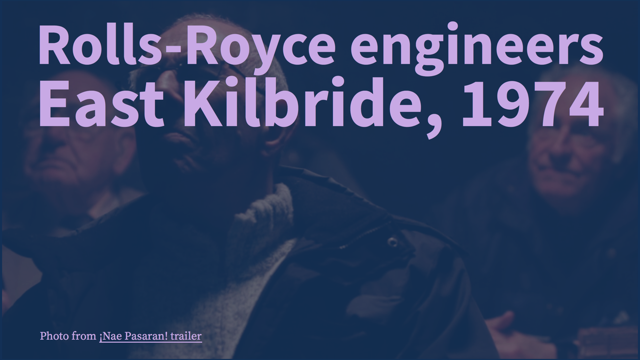 Rolls-Royce engineers
East Kilbride, 1974
Photo from ¡Nae Pasaran! trailer